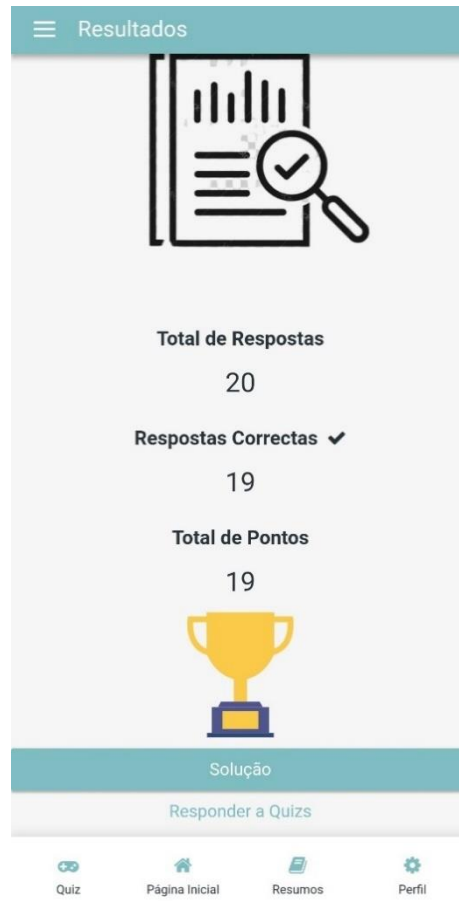 Resultados
Total de Respostas
20
Respostas Correctas
19
Total de Pontos
19
Solução
Responder a Quizs
Quiz
Página Inicial
Resumos
Perfil